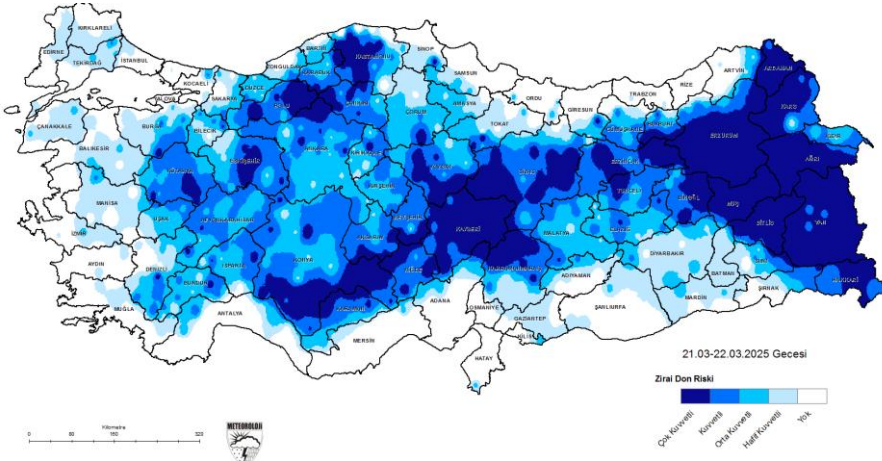 KIRKLARELİ
EDİRNE
TEKİRDAĞ
İSTANBUL
KOCAELİ
YALOVA
SAKARYA
DÜZCE
ZONGULDAK
BARTIN
KARABÜK
KASTAMONU
SİNOP
SAMSUN
ORDU
GİRESUN
TRABZON
RİZE
ARTVİN
ARDAHAN
KARS
ÇANAKKALE
BALIKESİR
BURSA
BİLECİK
BOLU
ÇANKIRI
ÇORUM
AMASYA
TOKAT
GÜMÜŞHANE
BAYBURT
ERZURUM
AĞRI
KÜTAHYA
ESKİŞEHİR
ANKARA
KIRIKKALE
YOZGAT
SİVAS
ERZİNCAN
TUNCELİ
BİNGÖL
MUŞ
MANİSA
UŞAK
AFYONKARAHİSAR
KIRŞEHİR
NEVŞEHİR
KAYSERİ
MALATYA
ELAZIĞ
BİTLİS
VAN
İZMİR
AYDIN
DENİZLİ
ISPARTA
BURDUR
KONYA
AKSARAY
NİĞDE
KAHRAMANMARAŞ
ADIYAMAN
DİYARBAKIR
BATMAN
SİİRT
HAKKARİ
MUĞLA
ANTALYA
KARAMAN
MERSİN
ADANA
OSMANİYE
GAZİANTEP
KİLİS
HATAY
ŞANLIURFA
MARDİN
ŞIRNAK
21.03-22.03.2025 Gecesi
Zirai Don Riski
Çok Kuvvetli
Kuvvetli
Orta Kuvvetli
Hafif Kuvvetli
Yok
Kilometre
0 80 160 320
METEOROLOJİ